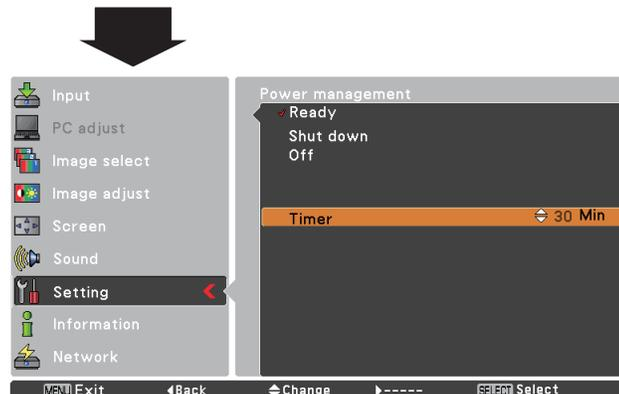 Input
PC adjust
Image select
Image adjust
Screen
Sound
Setting
Information
Network
Power management
Ready
Shut down
Off
Timer 30 Min
MENU Exit Back Change ----- SELECT Select